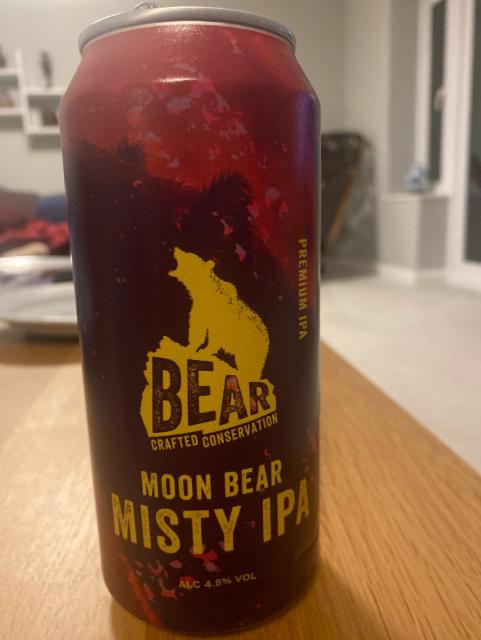 PREMIUM IPA
BEAR
CRAFTED CONSERVATION
MOON BEAR
MISTY IPA
ALC 4.5% VOL